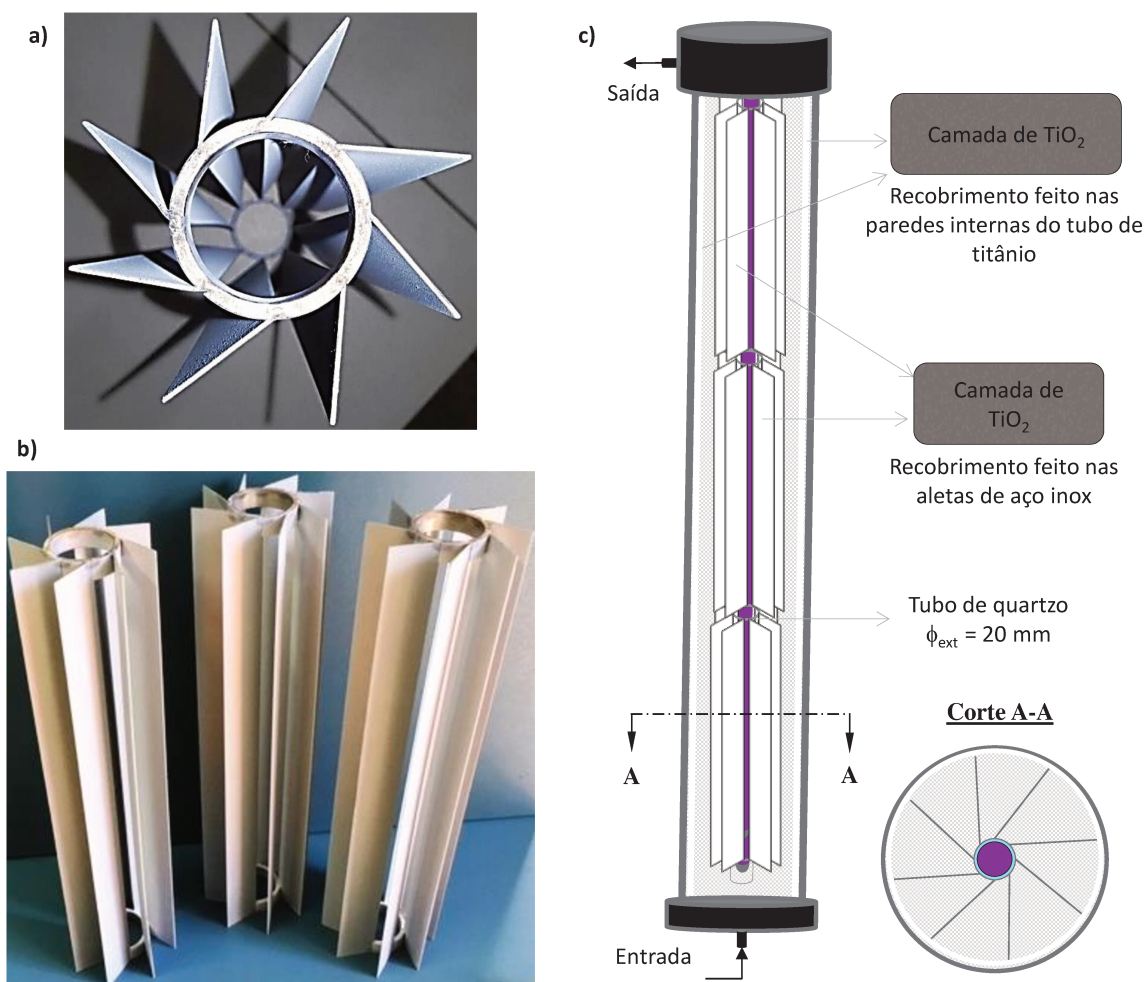 a)
b)
c)
Saída
Camada de TiO₂
Recobrimento feito nas
paredes internas do tubo de
titânio
Camada de
TiO₂
Recobrimento feito nas
aletas de aço inox
Tubo de quartzo
ϕext = 20 mm
Corte A-A
A
A
Entrada